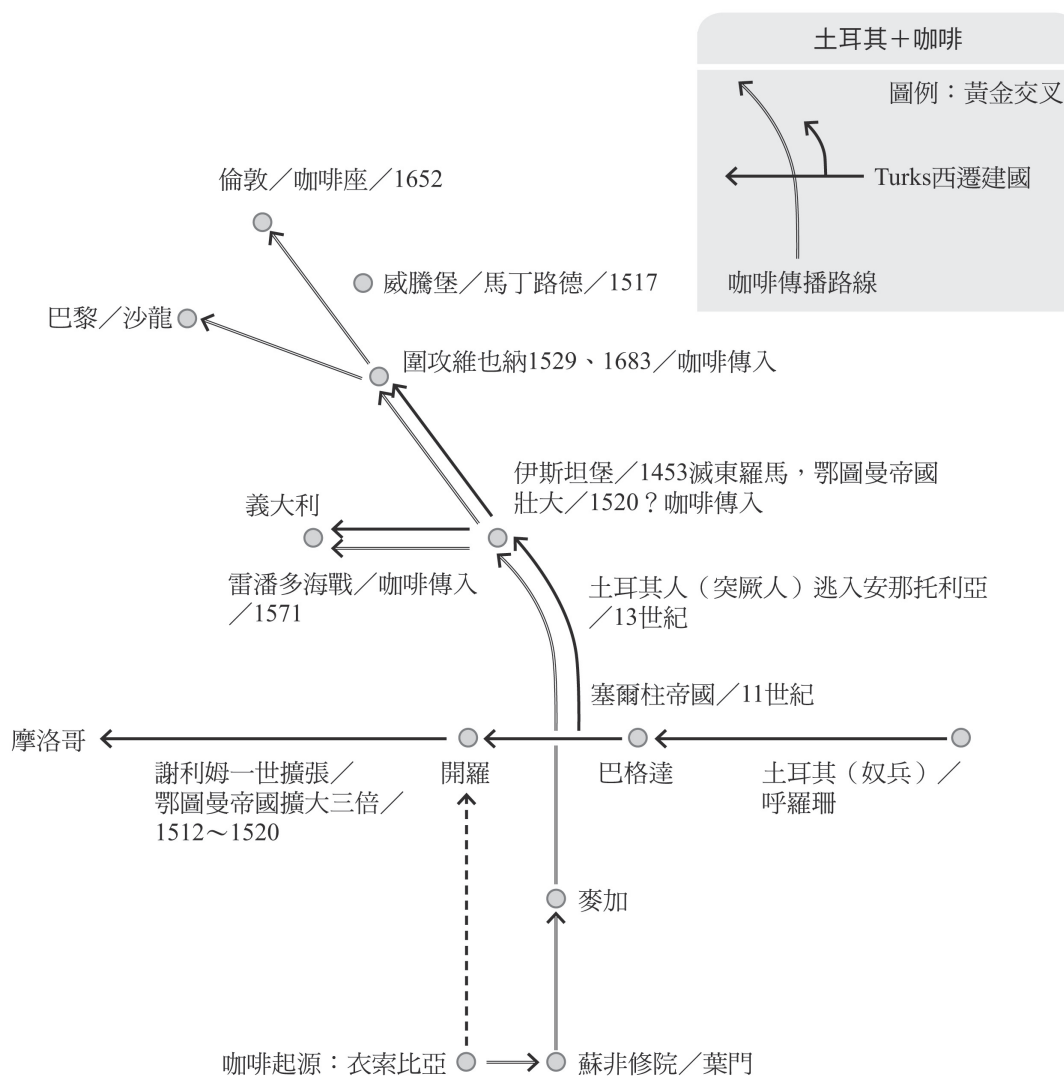 土耳其＋咖啡
圖例：黃金交叉
Turks西遷建國
咖啡傳播路線
倫敦／咖啡座／1652
威騰堡／馬丁路德／1517
巴黎／沙龍
圍攻維也納1529、1683／咖啡傳入
伊斯坦堡／1453滅東羅馬，鄂圖曼帝國
壯大／1520？咖啡傳入
義大利
雷潘多海戰／咖啡傳入
／1571
土耳其人（突厥人）逃入安那托利亞
／13世紀
塞爾柱帝國／11世紀
摩洛哥
謝利姆一世擴張／
鄂圖曼帝國擴大三倍／
1512～1520
開羅
巴格達
土耳其（奴兵）／
呼羅珊
麥加
咖啡起源：衣索比亞
蘇非修院／葉門